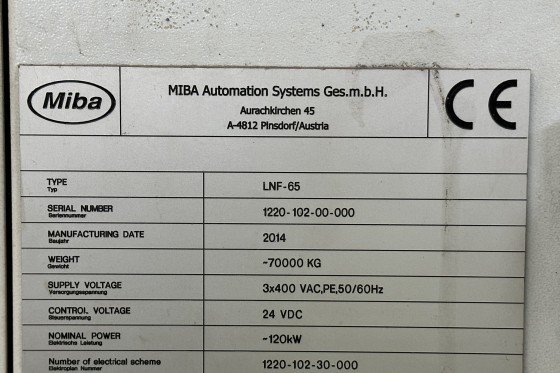 Miba
MIBA Automation Systems Ges.m.b.H.
Aurachkirchen 45
A-4812 Pinsdorf/Austria
CE
TYPE LNF-65
Typ
SERIAL NUMBER 1220-102-00-000
Seriennummer
MANUFACTURING DATE 2014
Baujahr
WEIGHT ~70000 KG
Gewicht
SUPPLY VOLTAGE 3x400 VAC,PE,50/60Hz
Versorgungsspannung
CONTROL VOLTAGE 24 VDC
Steuerspannung
NOMINAL POWER ~120kW
Elektrische Leistung
Number of electrical scheme 1220-102-30-000
Elektroplan Nummer